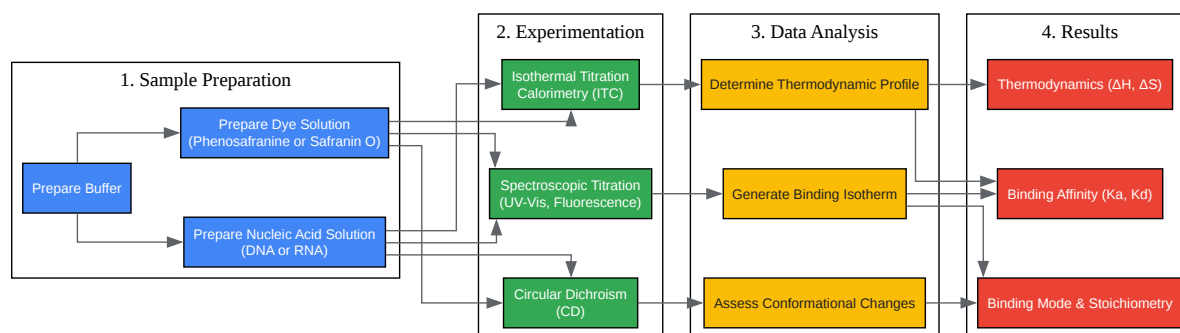 1. Sample Preparation
Prepare Buffer
Prepare Dye Solution
(Phenosafranine or Safranin O)
Prepare Nucleic Acid Solution
(DNA or RNA)
2. Experimentation
Isothermal Titration
Calorimetry (ITC)
Spectroscopic Titration
(UV-Vis, Fluorescence)
Circular Dichroism
(CD)
3. Data Analysis
Determine Thermodynamic Profile
Generate Binding Isotherm
Assess Conformational Changes
4. Results
Thermodynamics (ΔH, ΔS)
Binding Affinity (Ka, Kd)
Binding Mode & Stoichiometry